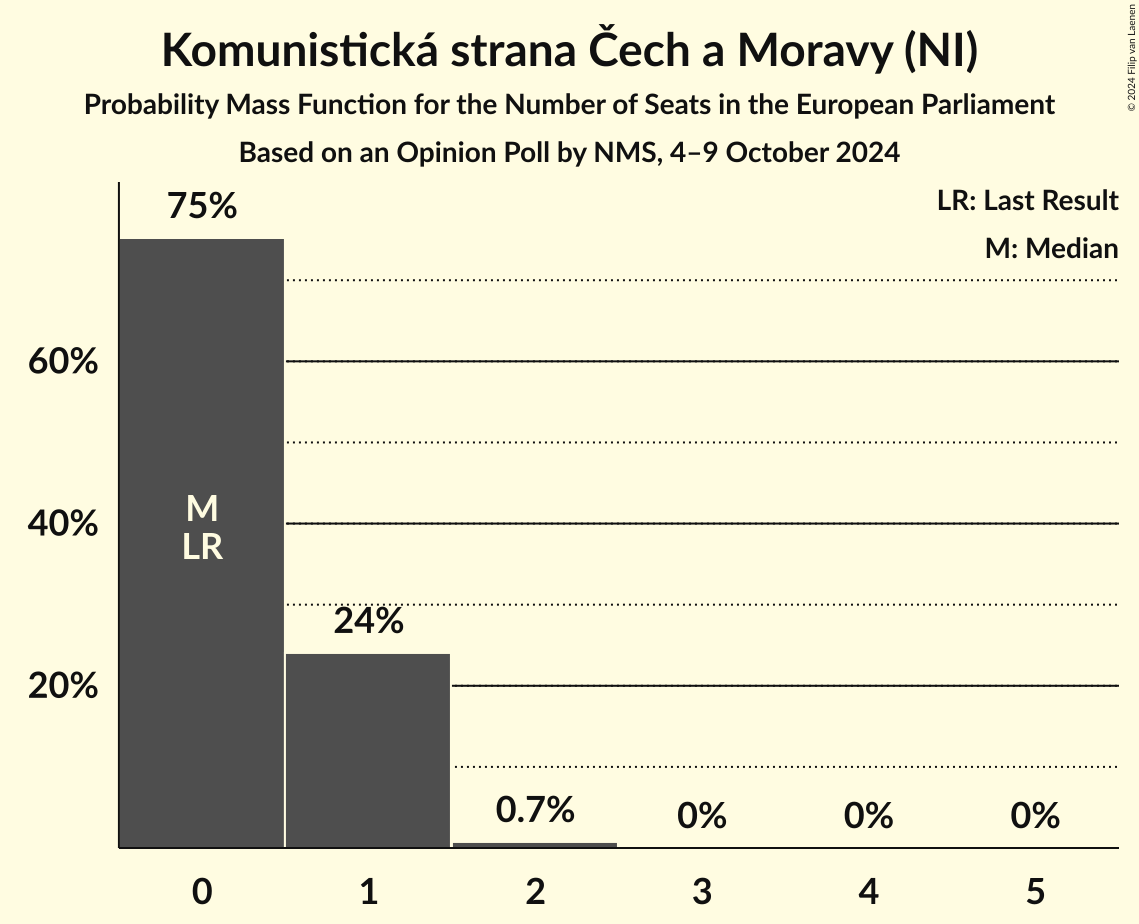 Komunistická strana Čech a Moravy (NI)
Probability Mass Function for the Number of Seats in the European Parliament
Based on an Opinion Poll by NMS, 4–9 October 2024
© 2024 Filip van Laenen
LR: Last Result
M: Median
75%
60%
40%
20%
M
LR
24%
0.7%
0%
0%
0%
0 1 2 3 4 5